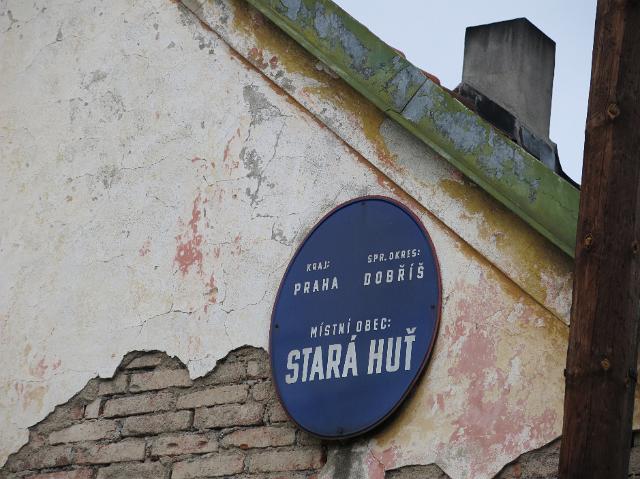 KRAJ: SPR. OKRES:
PRAHA DOBŘÍŠ
MÍSTNÍ OBEC:
STARÁ HUŤ